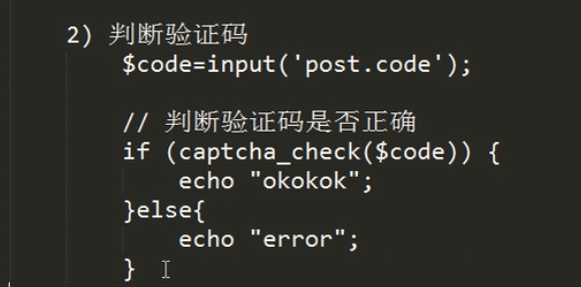 2) 判断验证码
$code=input('post.code');
// 判断验证码是否正确
if (captcha_check($code)) {
echo "okokok";
}else{
echo "error";
}